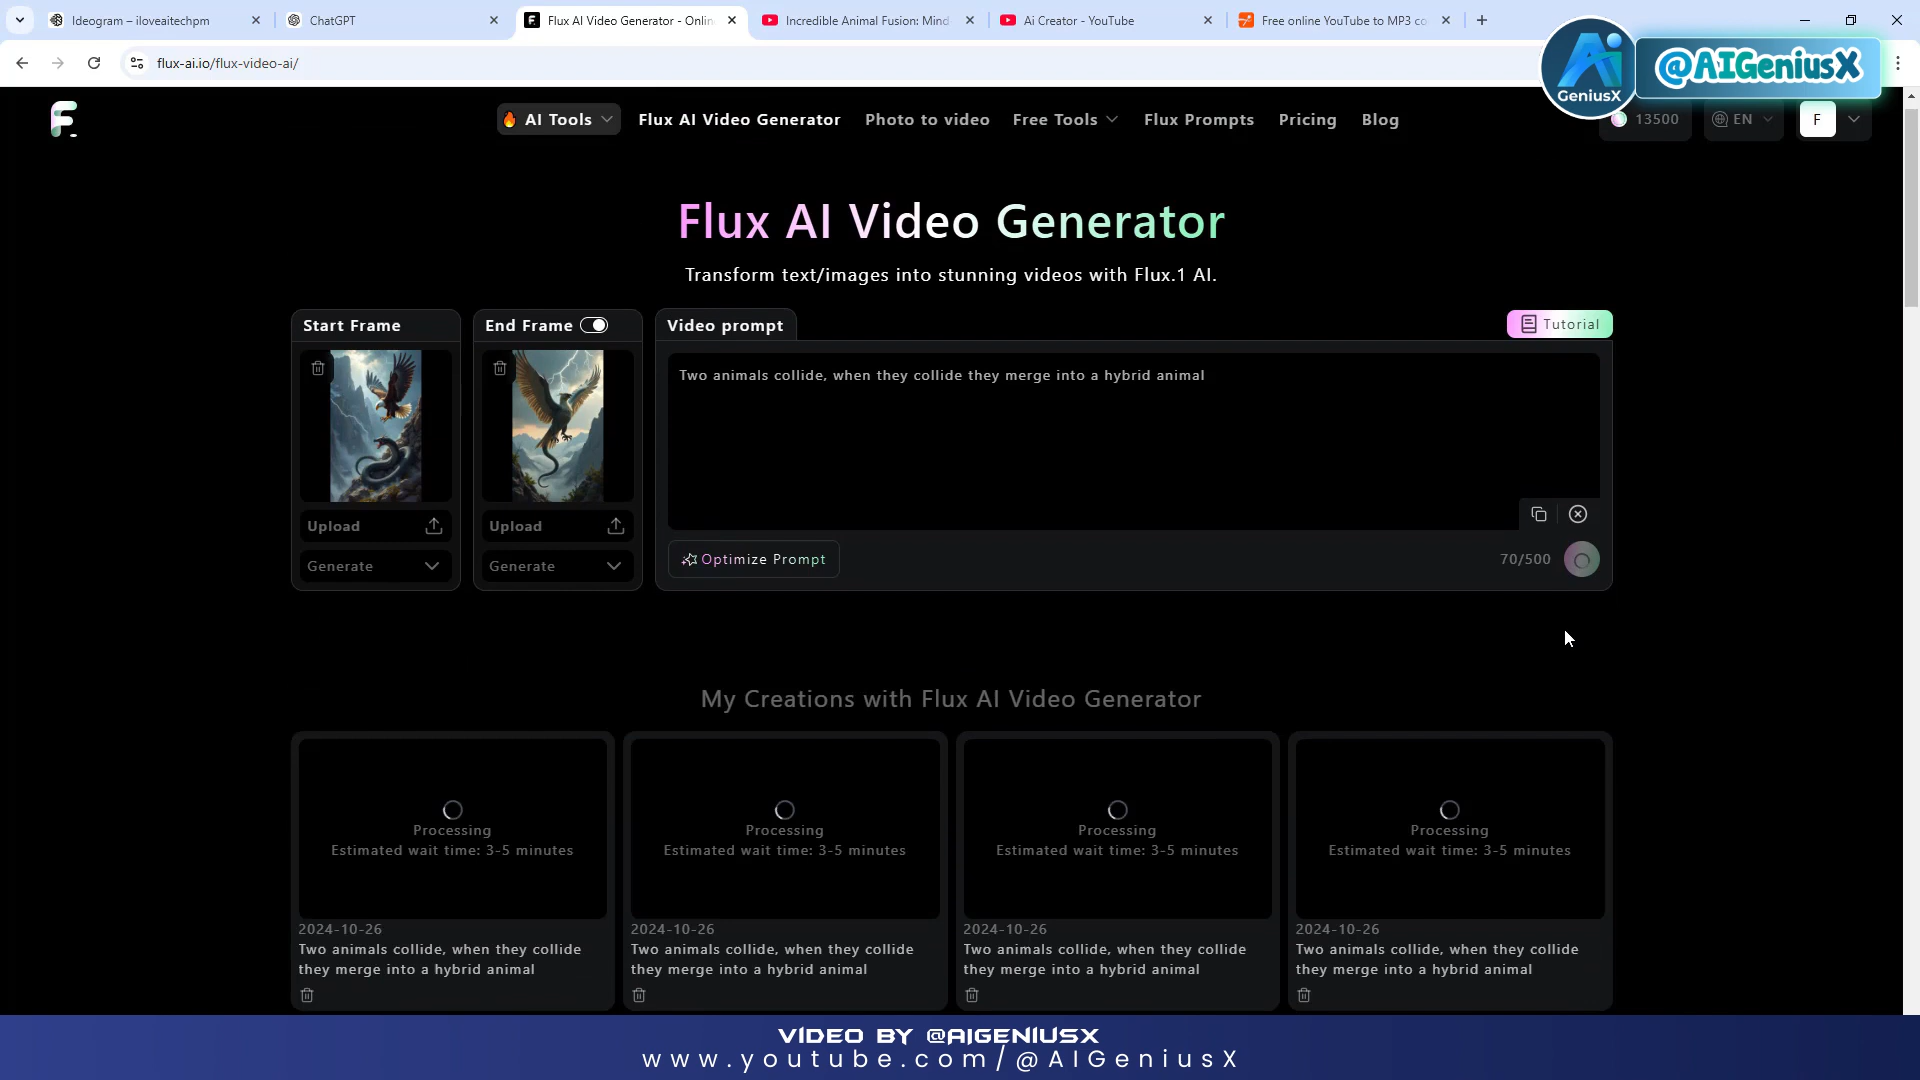 Ideogram – iloveaitechpm
ChatGPT
Flux AI Video Generator - Onlin
Incredible Animal Fusion: Mind
Ai Creator - YouTube
Free online YouTube to MP3 co
flux-ai.io/flux-video-ai/
Ai
GeniusX
@AIGeniusX
F
AI Tools
Flux AI Video Generator
Photo to video
Free Tools
Flux Prompts
Pricing
Blog
13500
EN
F
Flux AI Video Generator
Transform text/images into stunning videos with Flux.1 AI.
Start Frame
End Frame
Video prompt
Tutorial
Two animals collide, when they collide they merge into a hybrid animal
Upload
Upload
Generate
Generate
Optimize Prompt
70/500
My Creations with Flux AI Video Generator
Processing
Estimated wait time: 3-5 minutes
Processing
Estimated wait time: 3-5 minutes
Processing
Estimated wait time: 3-5 minutes
Processing
Estimated wait time: 3-5 minutes
2024-10-26
Two animals collide, when they collide
they merge into a hybrid animal
2024-10-26
Two animals collide, when they collide
they merge into a hybrid animal
2024-10-26
Two animals collide, when they collide
they merge into a hybrid animal
2024-10-26
Two animals collide, when they collide
they merge into a hybrid animal
VIDEO BY @AIGENIUSX
www.youtube.com/@AIGeniusX